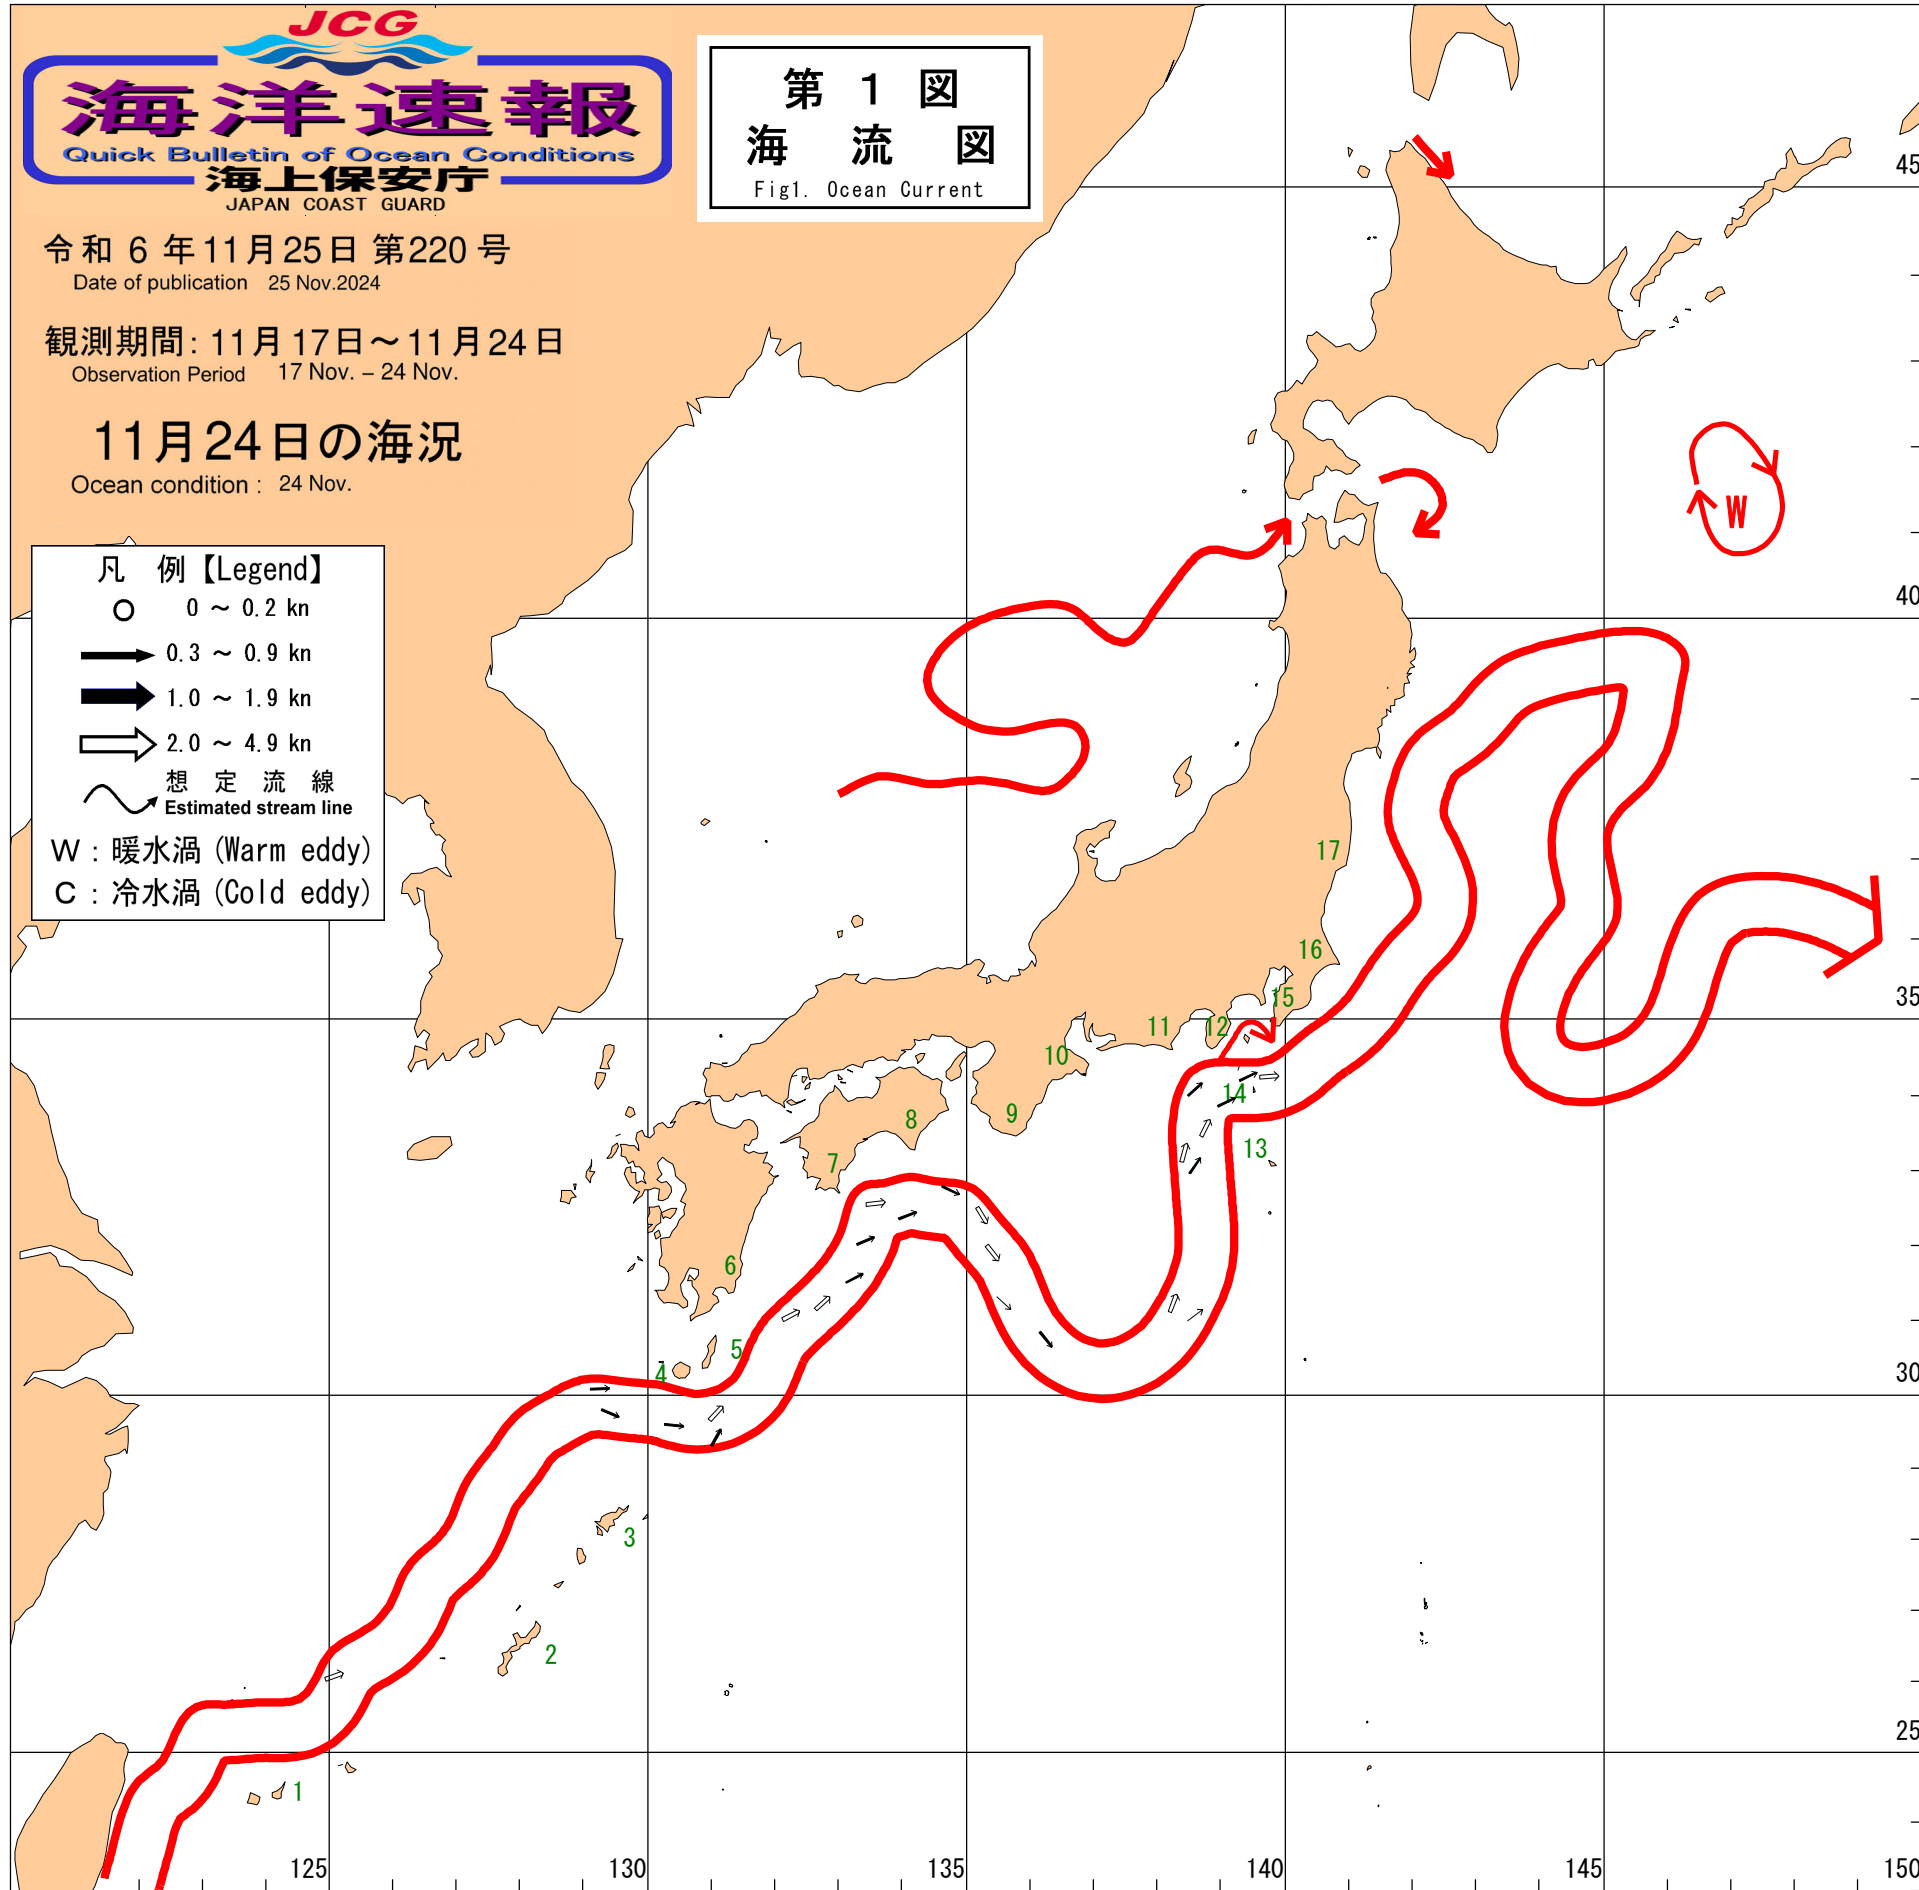 JCG
海洋速報
Quick Bulletin of Ocean Conditions
海上保安庁
JAPAN COAST GUARD
令和 6 年11月25日 第220 号
Date of publication 25 Nov.2024
観測期間: 11月17日～11月24日
Observation Period 17 Nov. – 24 Nov.
11月24日の海況
Ocean condition : 24 Nov.
第 1 図
海 流 図
Fig1. Ocean Current
凡 例【Legend】
0 ～ 0.2 kn
0.3 ～ 0.9 kn
1.0 ～ 1.9 kn
2.0 ～ 4.9 kn
想 定 流 線
Estimated stream line
W : 暖水渦 (Warm eddy)
C : 冷水渦 (Cold eddy)
W
45
40
35
30
25
17
16
15
14
13
12
11
10
9
8
7
6
5
4
3
2
1
125
130
135
140
145
150